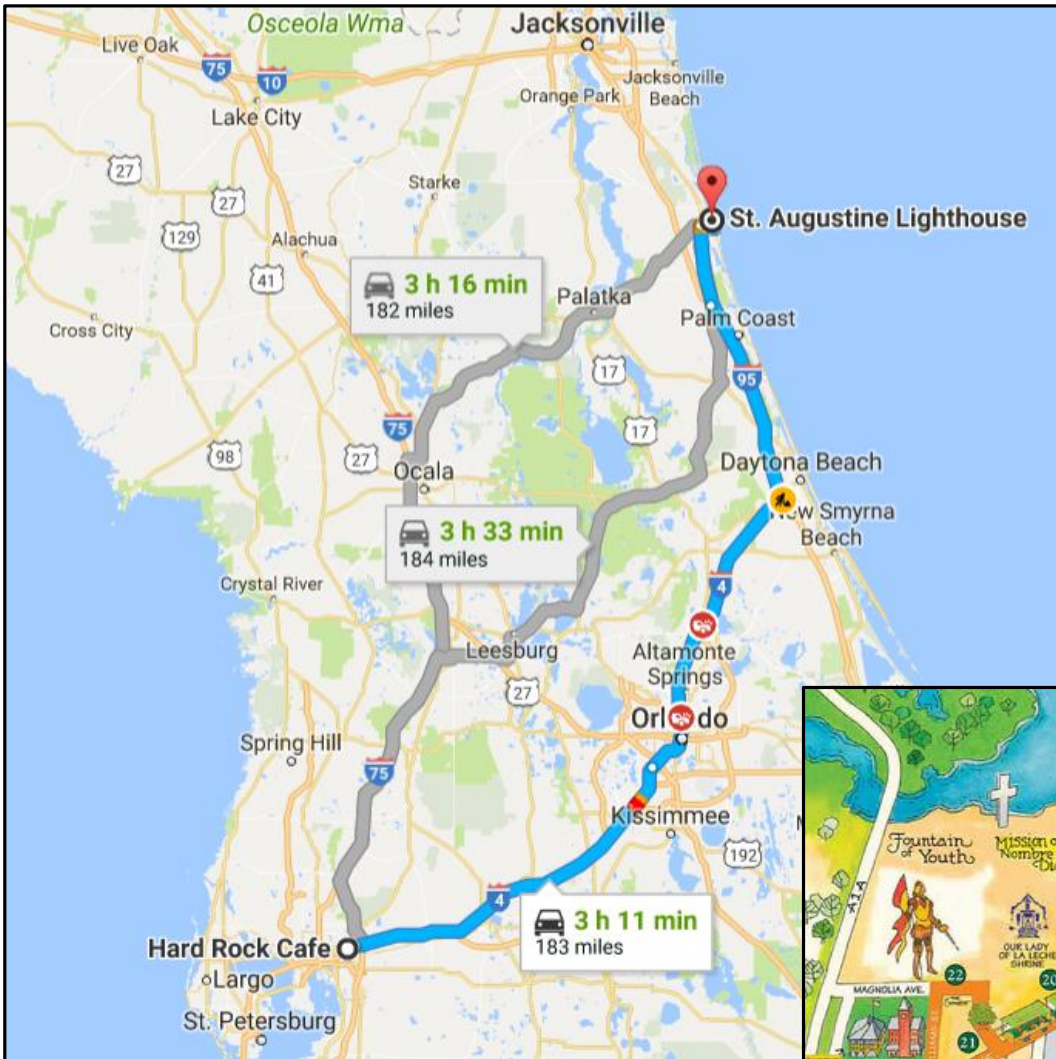 Osceola Wma
Jacksonville
Live Oak
75
10
Jacksonville
Beach
Orange Park
Lake City
27
Starke
27
129
St. Augustine Lighthouse
Alachua
41
3 h 16 min
182 miles
Palatka
Cross City
Palm Coast
17
95
75
17
98
27
Ocala
Daytona Beach
New Smyrna
Beach
3 h 33 min
184 miles
Crystal River
4
Leesburg
Altamonte
Springs
27
Orl do
Spring Hill
75
Kissimmee
192
4
3 h 11 min
183 miles
Hard Rock Cafe
Largo
St. Petersburg
Fountain
of Youth
Mission
Nombre
A1A
OUR LADY
OF LA LECHE
SHRINE
MAGNOLIA AVE.
22
20
21